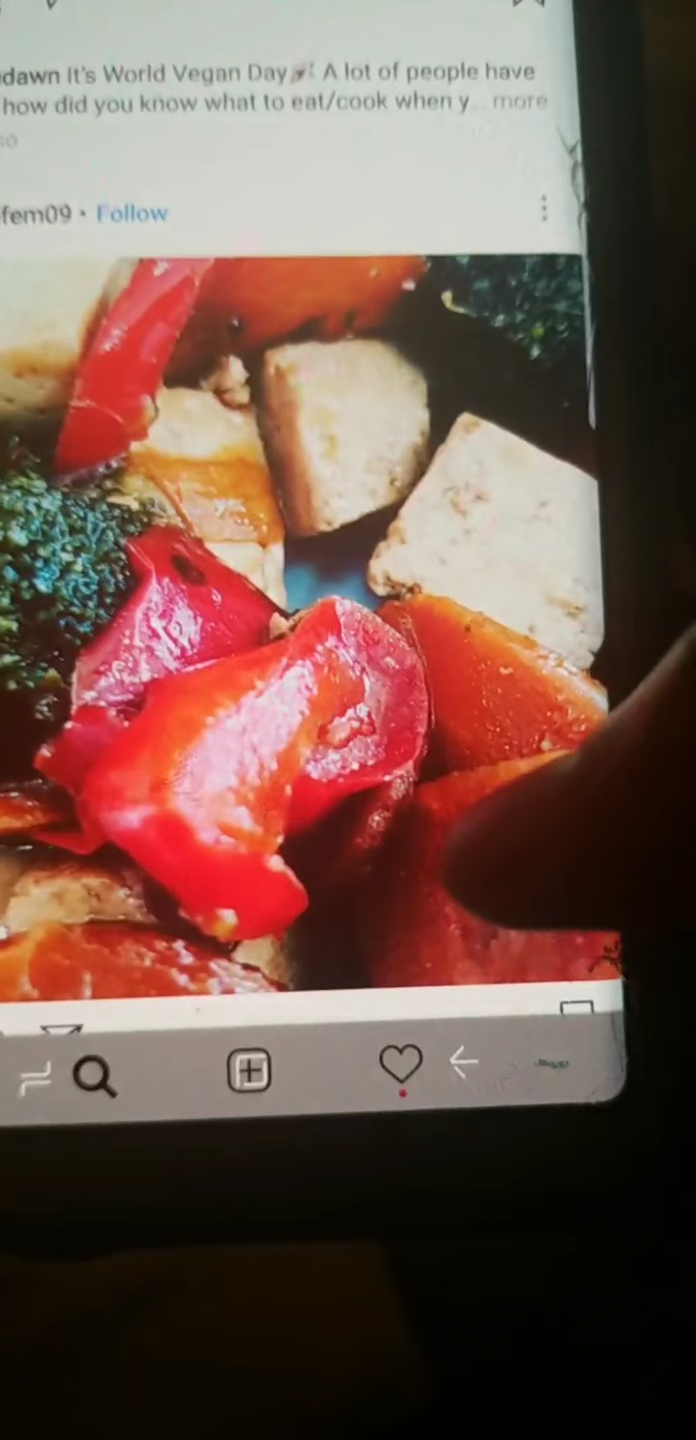 dawn It's World Vegan Day A lot of people have
how did you know what to eat/cook when y... more
fem09 • Follow